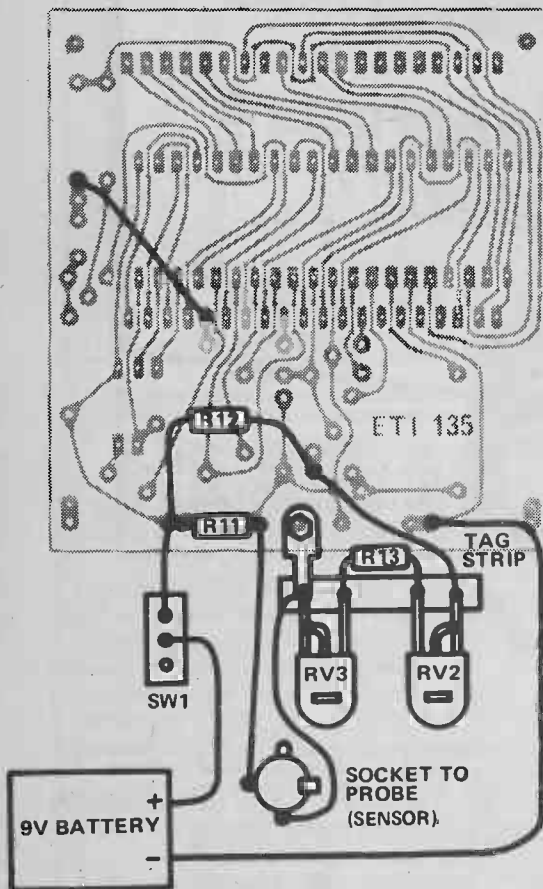 R12
ETI 135
R11
TAG
STRIP
R13
SW1
RV3
RV2
SOCKET TO
PROBE
(SENSOR).
+
9V BATTERY
-